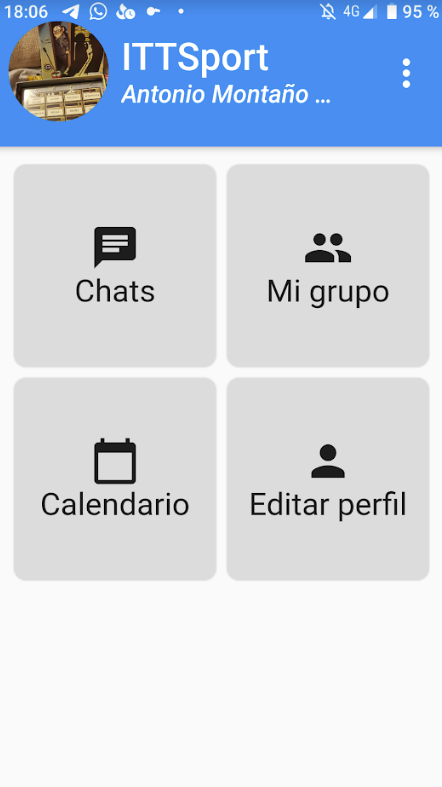 18:06 4G 95 %
ITTSport
Antonio Montaño ...
Chats
Mi grupo
Calendario
Editar perfil